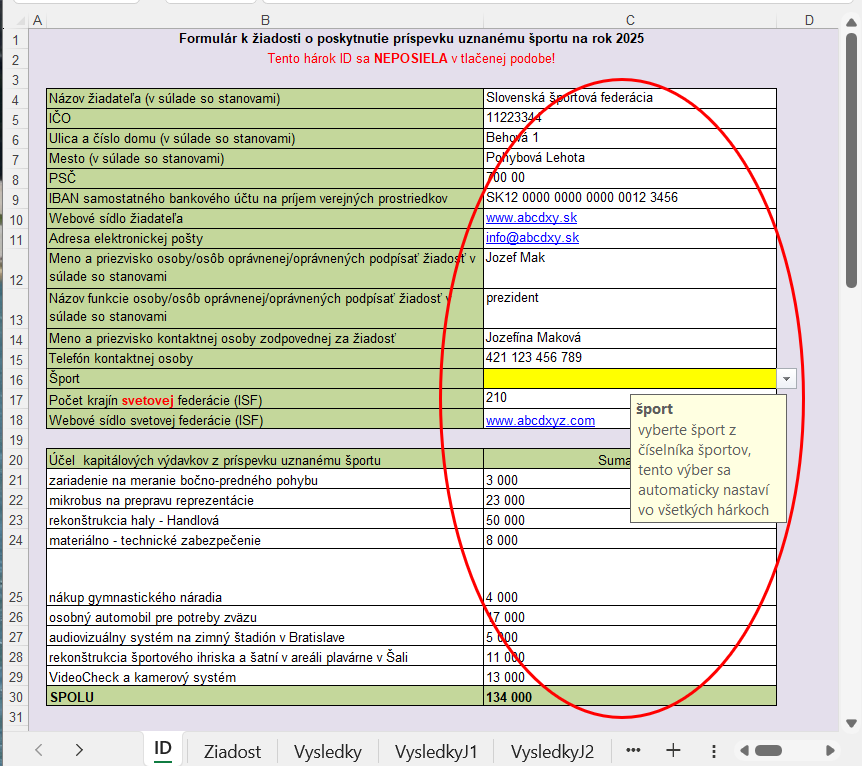 A B C D
1 Formulár k žiadosti o poskytnutie príspevku uznanému športu na rok 2025
2 Tento hárok ID sa NEPOSIELA v tlačenej podobe!
3
4 Názov žiadateľa (v súlade so stanovami) Slovenská športová federácia
5 IČO 11223344
6 Ulica a číslo domu (v súlade so stanovami) Behová 1
7 Mesto (v súlade so stanovami) Pohybová Lehota
8 PSČ 700 00
9 IBAN samostatného bankového účtu na príjem verejných prostriedkov SK12 0000 0000 0000 0012 3456
10 Webové sídlo žiadateľa www.abcdxy.sk
11 Adresa elektronickej pošty info@abcdxy.sk
Meno a priezvisko osoby/osôb oprávnenej/oprávnených podpísať žiadosť v Jozef Mak
12 súlade so stanovami
Názov funkcie osoby/osôb oprávnenej/oprávnených podpísať žiadosť v prezident
13 súlade so stanovami
14 Meno a priezvisko kontaktnej osoby zodpovednej za žiadosť Jozefína Maková
15 Telefón kontaktnej osoby 421 123 456 789
16 Šport
17 Počet krajín svetovej federácie (ISF) 210
18 Webové sídlo svetovej federácie (ISF) www.abcdxyz.com
šport
vyberte šport z
číselníka športov,
tento výber sa
automaticky nastaví
vo všetkých hárkoch
19
20 Účel kapitálových výdavkov z príspevku uznanému športu Suma
21 zariadenie na meranie bočno-predného pohybu 3 000
22 mikrobus na prepravu reprezentácie 23 000
23 rekonštrukcia haly - Handlová 50 000
24 materiálno - technické zabezpečenie 8 000
25 nákup gymnastického náradia 4 000
26 osobný automobil pre potreby zväzu 17 000
27 audiovizuálny systém na zimný štadión v Bratislave 5 000
28 rekonštrukcia športového ihriska a šatní v areáli plavárne v Šali 11 000
29 VideoCheck a kamerový systém 13 000
30 SPOLU 134 000
31
ID Ziadost Vysledky VysledkyJ1 VysledkyJ2